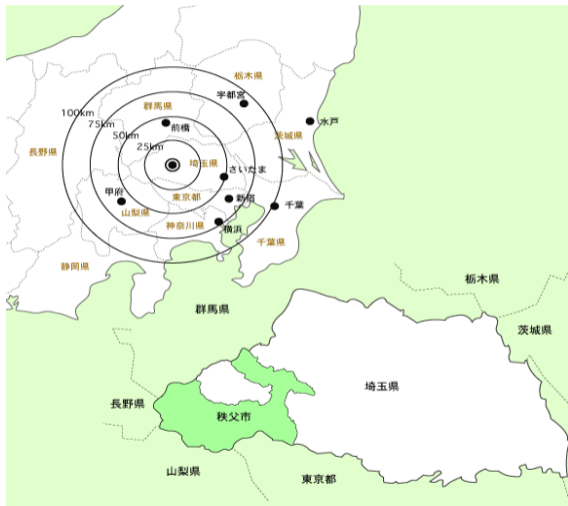 栃木県
宇都宮
100km
群馬県
75km
水戸
50km
前橋
茨城県
長野県
25km
埼玉県
さいたま
甲府
東京都
新宿
千葉
山梨県
神奈川県
横浜
千葉県
静岡県
栃木県
群馬県
茨城県
埼玉県
長野県
秩父市
山梨県
東京都